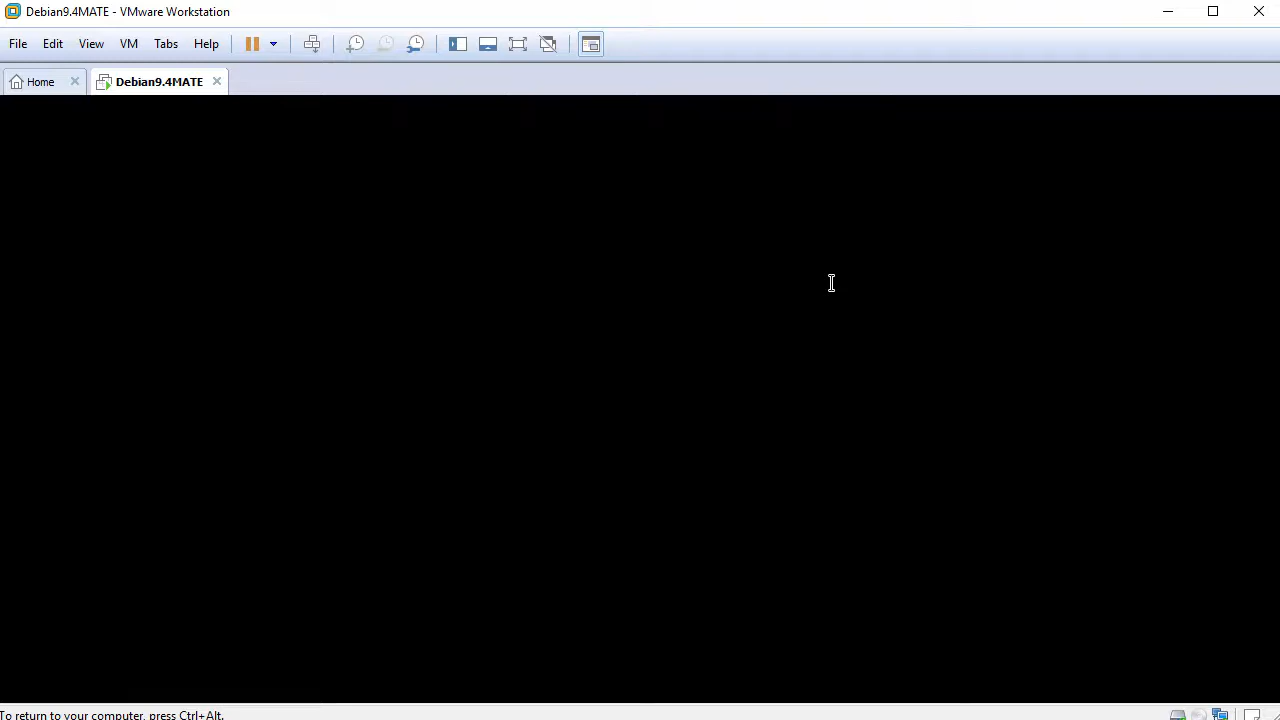 Debian9.4MATE - VMware Workstation
File Edit View VM Tabs Help
Home Debian9.4MATE
To return to your computer, press Ctrl+Alt.